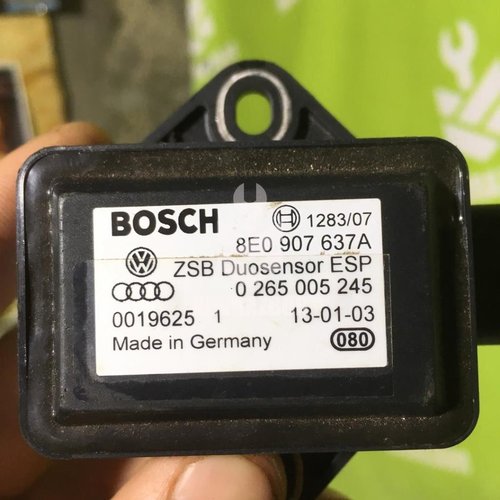 BOSCH 1283/07
8E0 907 637A
ZSB Duosensor ESP
0 265 005 245
0019625 1 13-01-03
Made in Germany 080